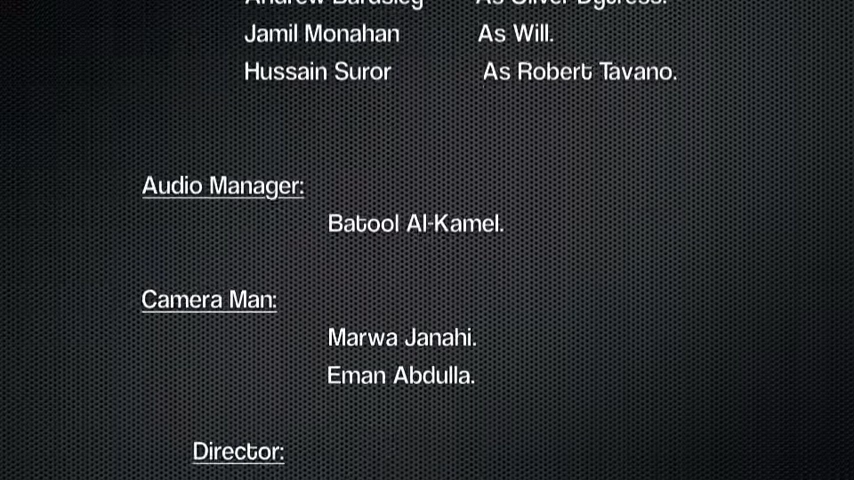 Jamil Monahan As Will.
Hussain Suror As Robert Tavano.
Audio Manager:
Batool Al-Kamel.
Camera Man:
Marwa Janahi.
Eman Abdulla.
Director: